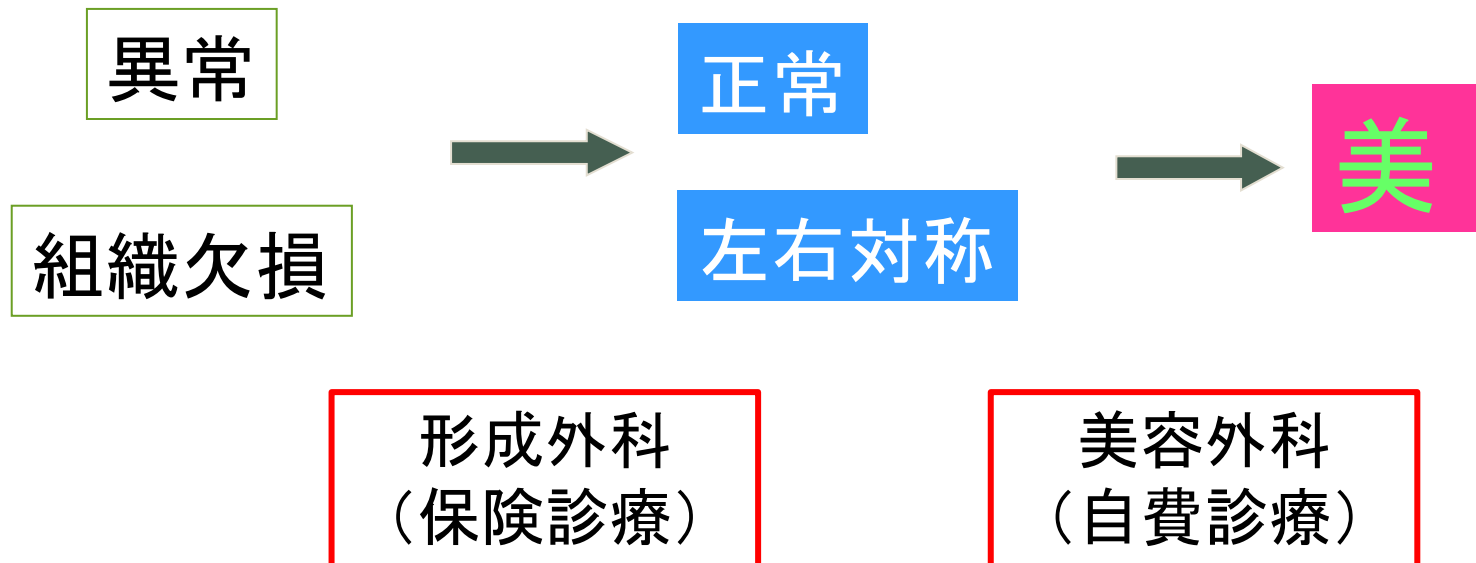 異常
組織欠損
正常
左右対称
美
形成外科
（保険診療）
美容外科
（自費診療）